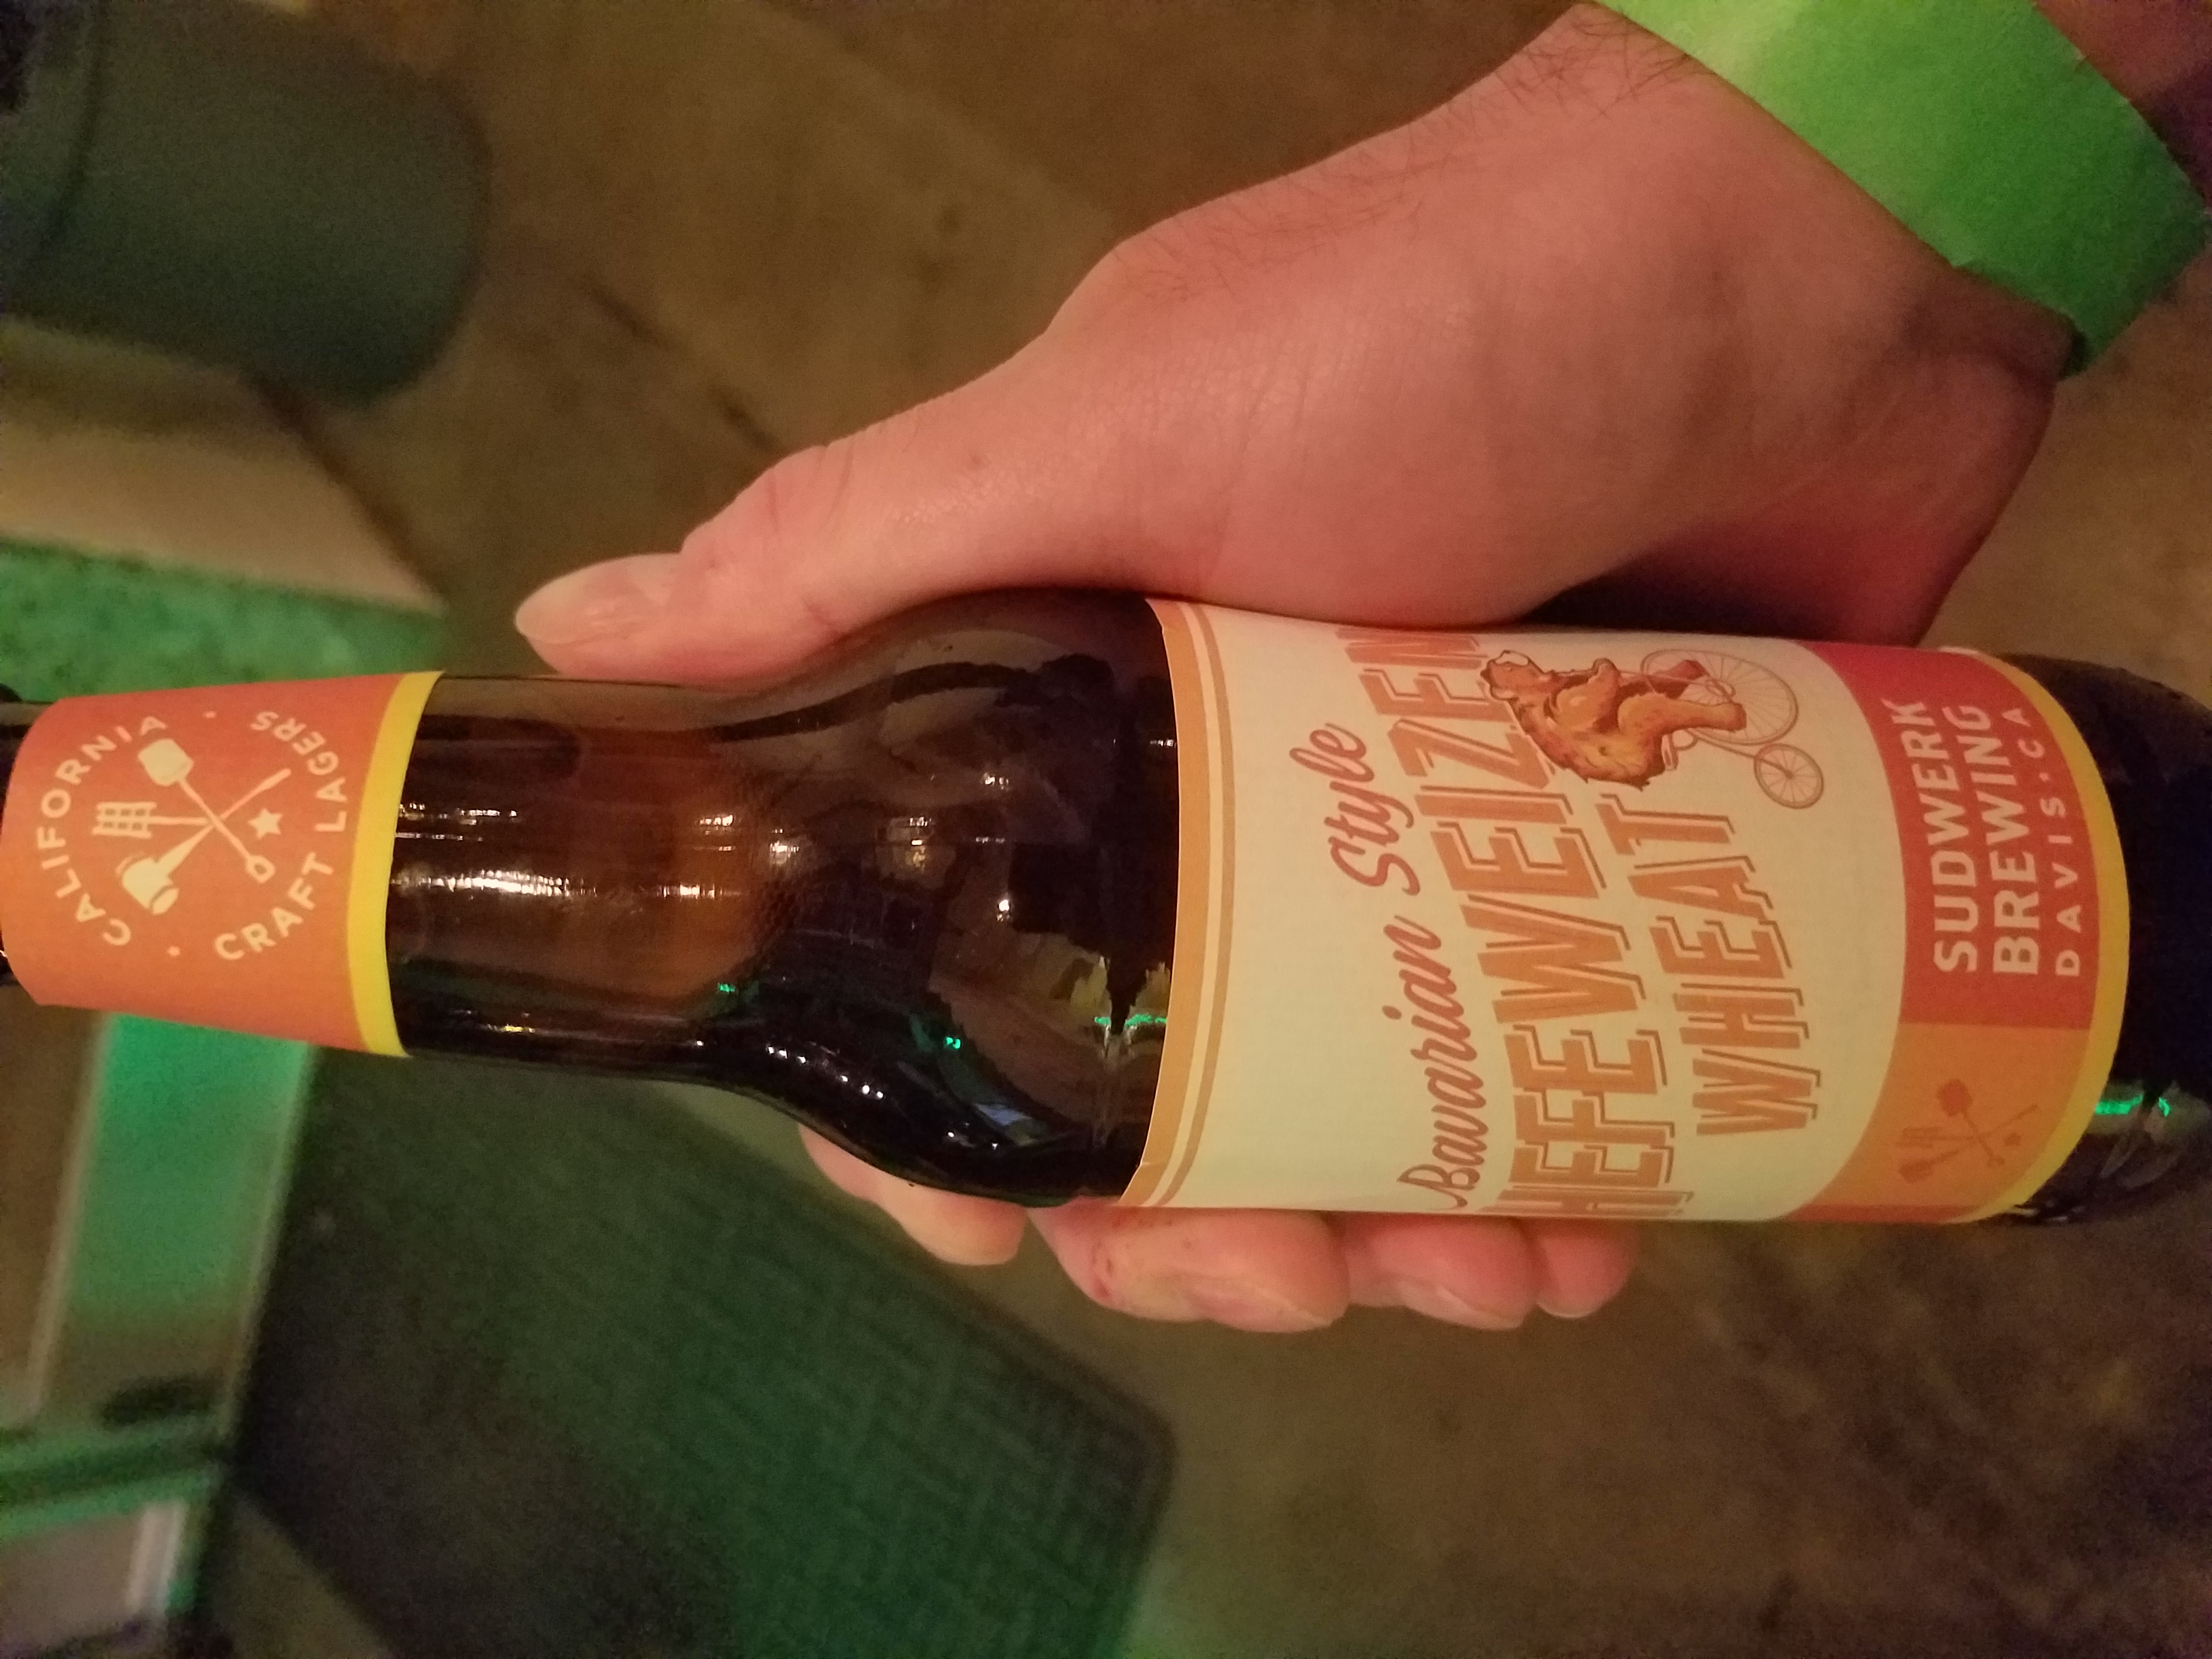 CALIFORNIA
CRAFT LAGERS
Bavarian Style
HEFEWEIZEN
WHEAT
SUDWERK
BREWING
DAVIS·CA